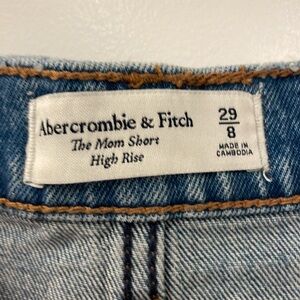 Abercrombie & Fitch
The Mom Short
High Rise
29
8
MADE IN
CAMBODIA